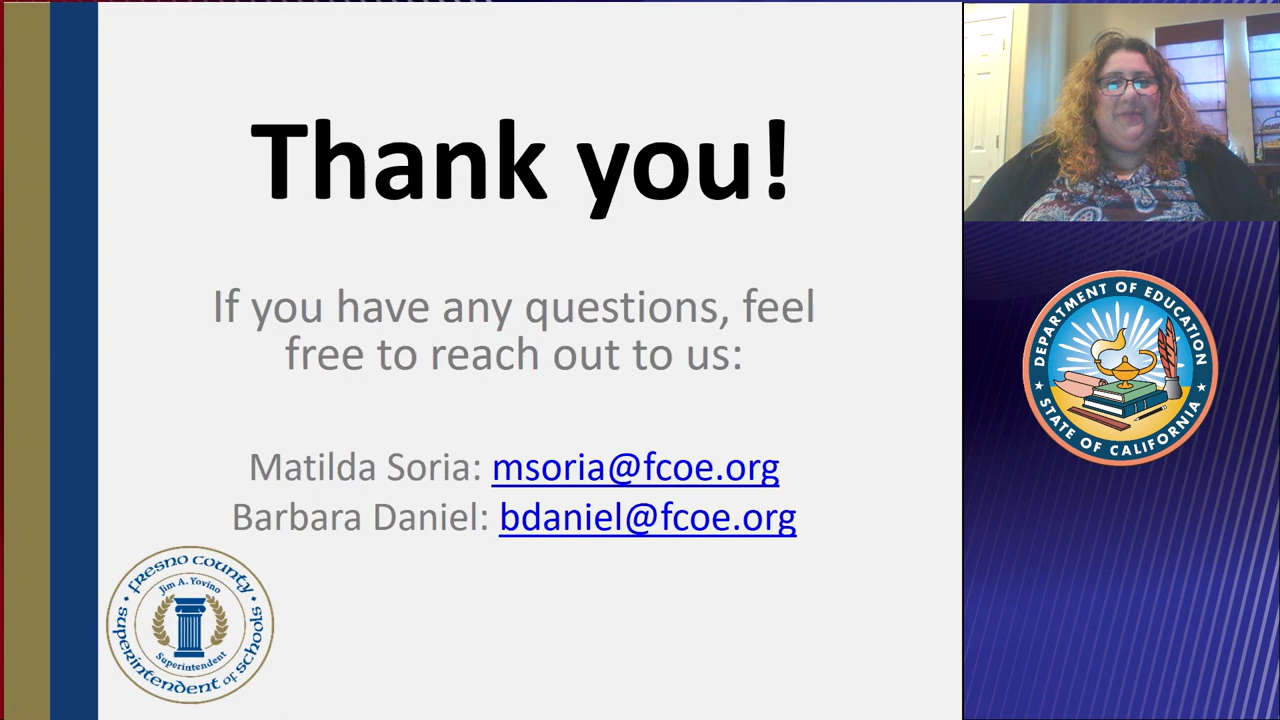 Thank you!
If you have any questions, feel
free to reach out to us:
Matilda Soria: msoria@fcoe.org
Barbara Daniel: bdaniel@fcoe.org
Fresno County
Superintendent of Schools
Jim A. Yovino
Superintendent
DEPARTMENT OF EDUCATION
STATE OF CALIFORNIA